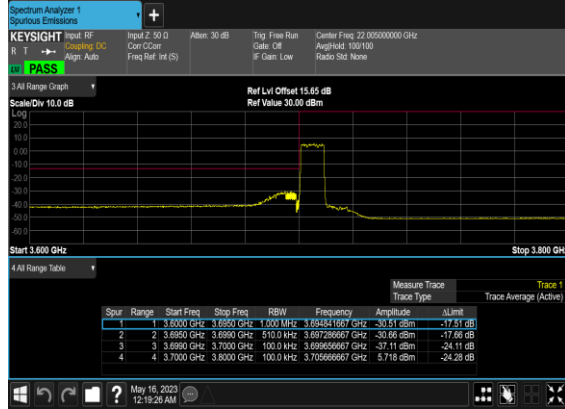 Spectrum Analyzer 1
Spurious Emissions
+
KEYSIGHT Input: RF Input Z: 50 Ω Atten: 30 dB Trig: Free Run Center Freq: 22.005000000 GHz
R T Coupling: DC Corr CCorr Gate: Off Avg|Hold: 100/100
Align: Auto Freq Ref: Int (S) IF Gain: Low Radio Std: None
PASS
3 All Range Graph
Ref Lvl Offset 15.65 dB
Scale/Div 10.0 dB Ref Value 30.00 dBm
Log
20.0
10.0
0.00
-10.0
-20.0
-30.0
-40.0
-50.0
-60.0
Start 3.600 GHz Stop 3.800 GH
4 All Range Table
Measure Trace Trace 1
Trace Type Trace Average (Active)
Spur Range Start Freq Stop Freq RBW Frequency Amplitude ΔLimit
1 1 3.6000 GHz 3.6950 GHz 1.000 MHz 3.694841667 GHz -30.51 dBm -17.51 dB
2 2 3.6950 GHz 3.6990 GHz 510.0 kHz 3.697286667 GHz -30.66 dBm -17.66 dB
3 3 3.6990 GHz 3.7000 GHz 100.0 kHz 3.699656667 GHz -37.11 dBm -24.11 dB
4 4 3.7000 GHz 3.8000 GHz 100.0 kHz 3.705666667 GHz 5.718 dBm -24.28 dB
? May 16, 2023
12:19:26 AM